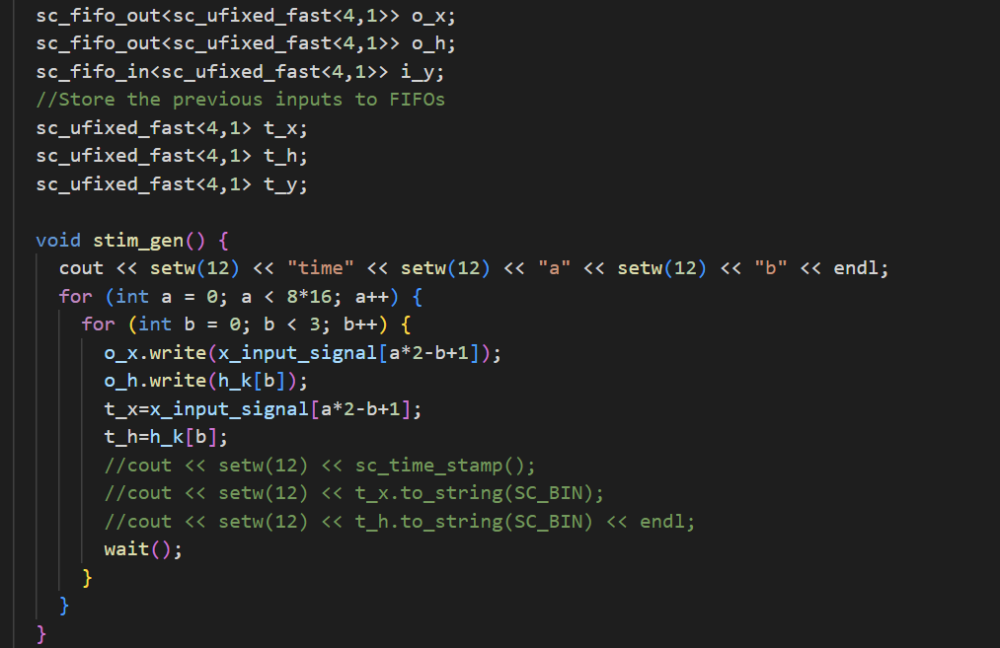 sc_fifo_out<sc_ufixed_fast<4,1>> o_x;
sc_fifo_out<sc_ufixed_fast<4,1>> o_h;
sc_fifo_in<sc_ufixed_fast<4,1>> i_y;
//Store the previous inputs to FIFOs
sc_ufixed_fast<4,1> t_x;
sc_ufixed_fast<4,1> t_h;
sc_ufixed_fast<4,1> t_y;

void stim_gen() {
  cout << setw(12) << "time" << setw(12) << "a" << setw(12) << "b" << endl;
  for (int a = 0; a < 8*16; a++) {
    for (int b = 0; b < 3; b++) {
      o_x.write(x_input_signal[a*2-b+1]);
      o_h.write(h_k[b]);
      t_x=x_input_signal[a*2-b+1];
      t_h=h_k[b];
      //cout << setw(12) << sc_time_stamp();
      //cout << setw(12) << t_x.to_string(SC_BIN);
      //cout << setw(12) << t_h.to_string(SC_BIN) << endl;
      wait();
    }
  }
}